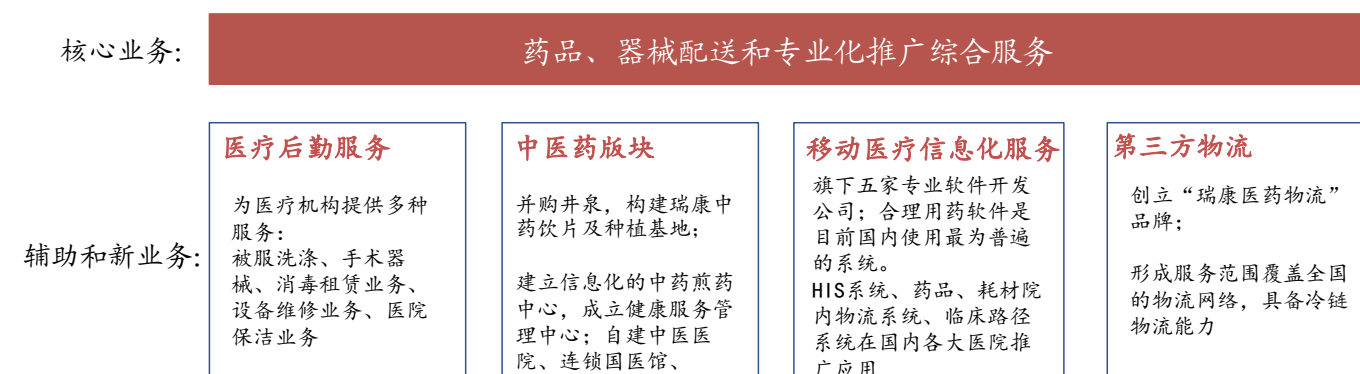 核心业务:
药品、器械配送和专业化推广综合服务
辅助和新业务:
医疗后勤服务
为医疗机构提供多种
服务:
被服洗涤、手术器
械、消毒租赁业务、
设备维修业务、医院
保洁业务
中医药版块
并购井泉，构建瑞康中
药饮片及种植基地;
建立信息化的中药煎药
中心，成立健康服务管
理中心; 自建中医医
院、连锁国医馆、
移动医疗信息化服务
旗下五家专业软件开发
公司; 合理用药软件是
目前国内使用最为普遍
的系统。
HIS系统、药品、耗材院
内物流系统、临床路径
系统在国内各大医院推
广应用
第三方物流
创立“瑞康医药物流”
品牌;
形成服务范围覆盖全国
的物流网络，具备冷链
物流能力